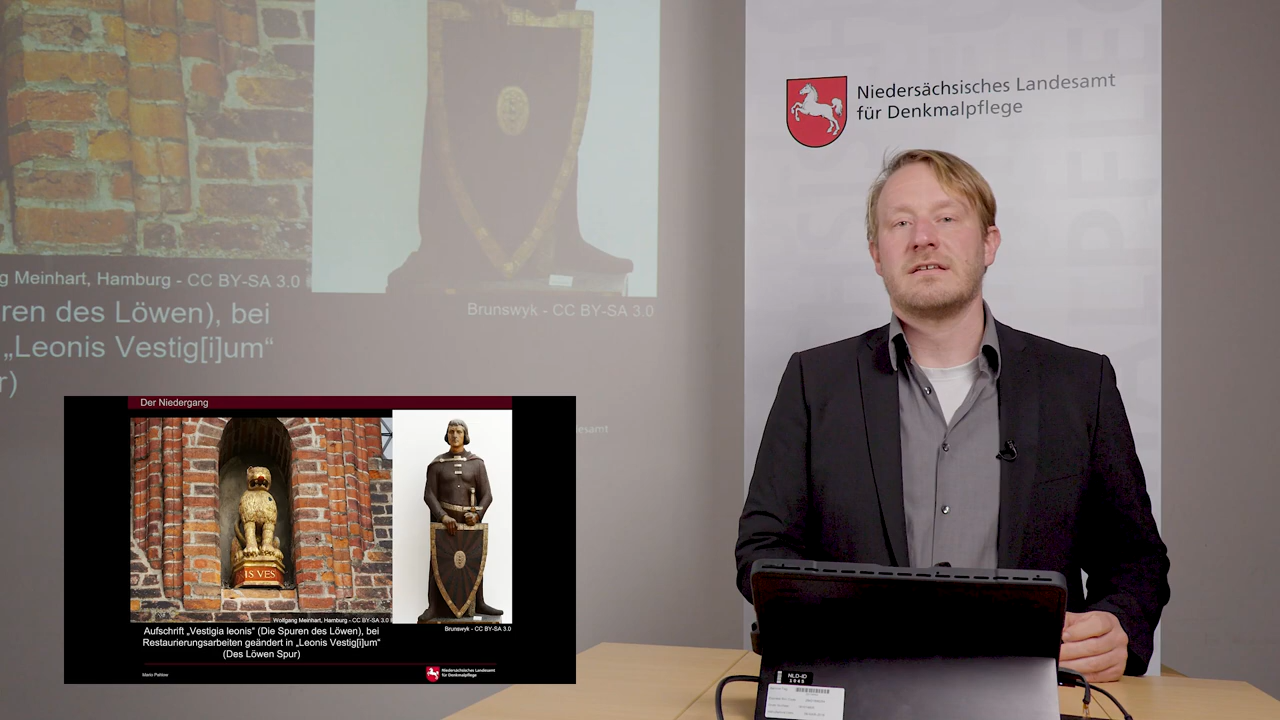 Niedersächsisches Landesamt
für Denkmalpflege
g Meinhart, Hamburg - CC BY-SA 3.0
Brunswyk - CC BY-SA 3.0
ren des Löwen), bei
„Leonis Vestig[i]um“
r)
esamt
Der Niedergang
IS VES
Wolfgang Meinhart, Hamburg - CC BY-SA 3.0
Brunswyk - CC BY-SA 3.0
Aufschrift „Vestigia leonis“ (Die Spuren des Löwen), bei
Restaurierungsarbeiten geändert in „Leonis Vestig[i]um“
(Des Löwen Spur)
Niedersächsisches Landesamt
für Denkmalpflege
NLD-ID